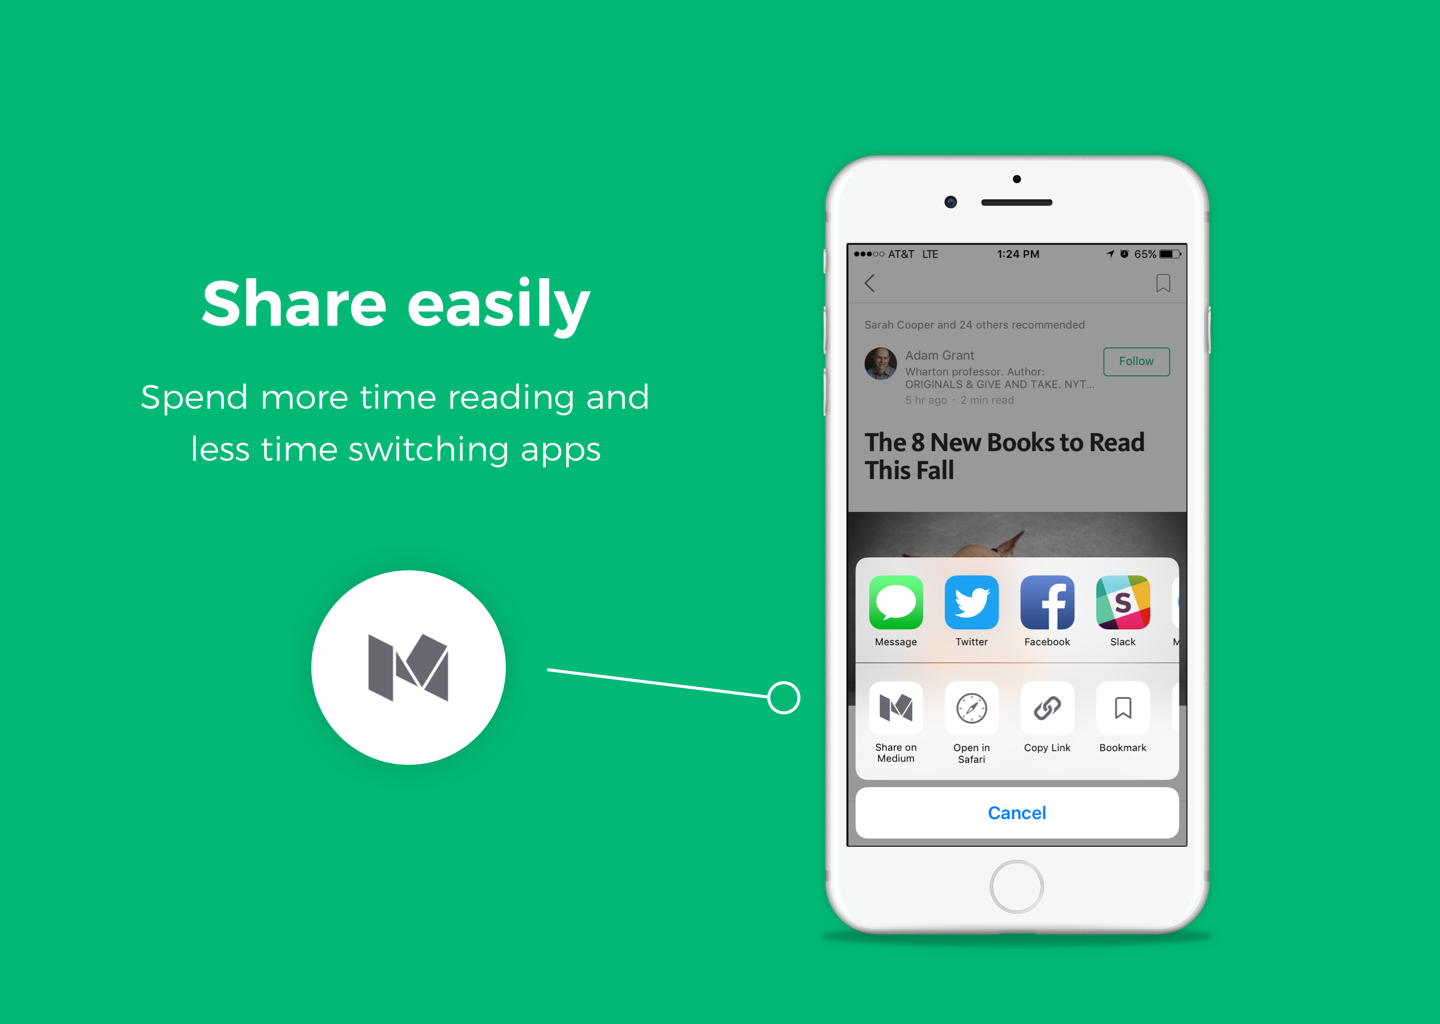 Share easily
Spend more time reading and
less time switching apps
AT&T LTE
1:24 PM
65%
Sarah Cooper and 24 others recommended
Adam Grant
Wharton professor. Author:
ORIGINALS & GIVE AND TAKE. NYT...
5 hr ago · 2 min read
Follow
The 8 New Books to Read
This Fall
Message
Twitter
Facebook
Slack
S
Share on
Medium
Open in
Safari
Copy Link
Bookmark
Cancel